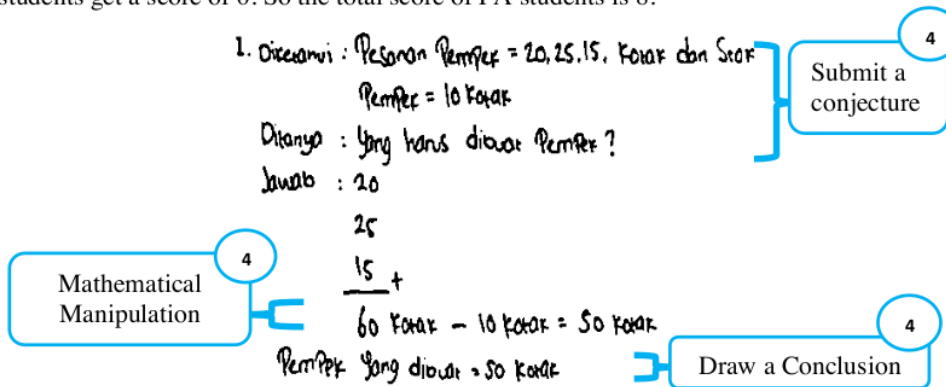 students get a score of 0. So the total score of PA students is 8.
1. Diketahui : Pesanan Pempek = 20, 25, 15, Kotak dan Stok
Pempek = 10 Kotak
Ditanya : Yang harus dibuat Pempek ?
Jawab : 20
25
15 +
60 Kotak - 10 Kotak = 50 Kotak
Pempek Yang dibuat = 50 Kotak
4
Submit a
conjecture
4
Mathematical
Manipulation
4
Draw a Conclusion